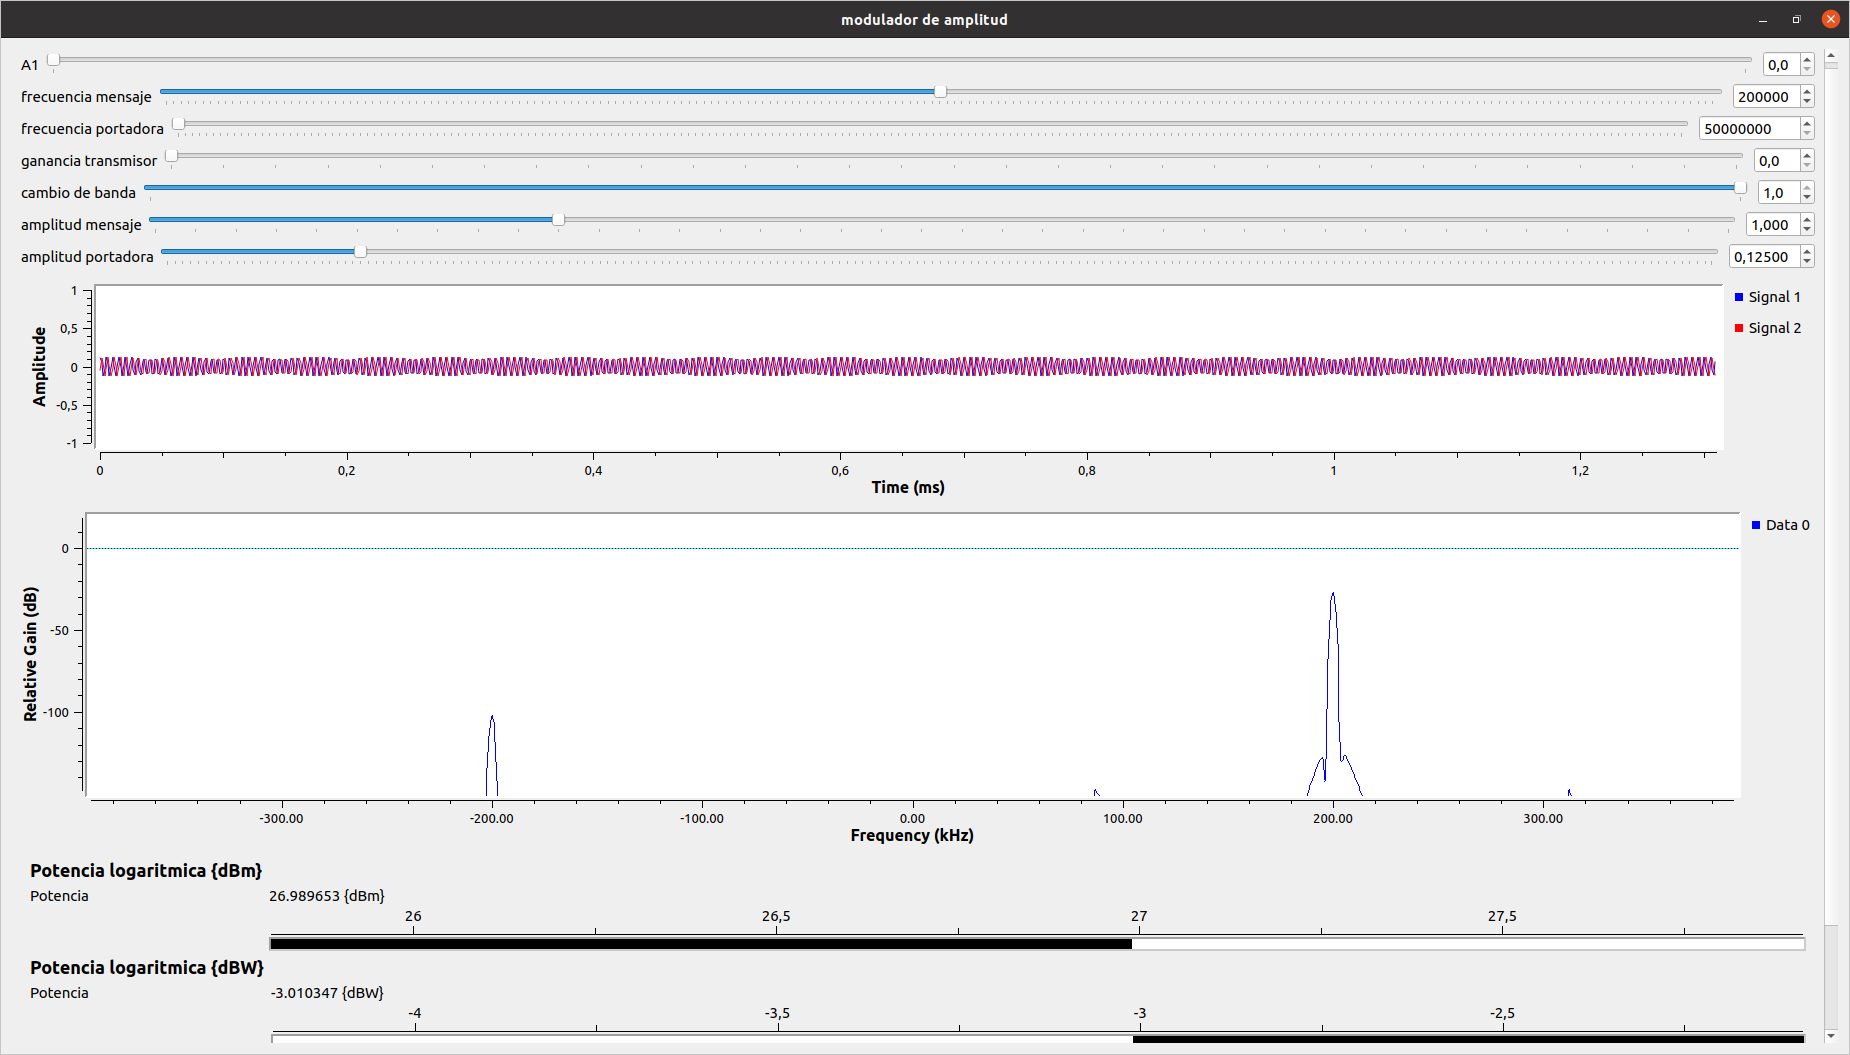 modulador de amplitud
A1 0,0
frecuencia mensaje 200000
frecuencia portadora 50000000
ganancia transmisor 0,0
cambio de banda 1,0
amplitud mensaje 1,000
amplitud portadora 0,12500
Amplitude
1
0,5
0
-0,5
-1
Signal 1
Signal 2
0 0,2 0,4 0,6 0,8 1 1,2
Time (ms)
Relative Gain (dB)
0
-50
-100
Data 0
-300.00 -200.00 -100.00 0.00 100.00 200.00 300.00
Frequency (kHz)
Potencia logaritmica {dBm}
Potencia 26.989653 {dBm}
26 26,5 27 27,5
Potencia logaritmica {dBW}
Potencia -3.010347 {dBW}
-4 -3,5 -3 -2,5